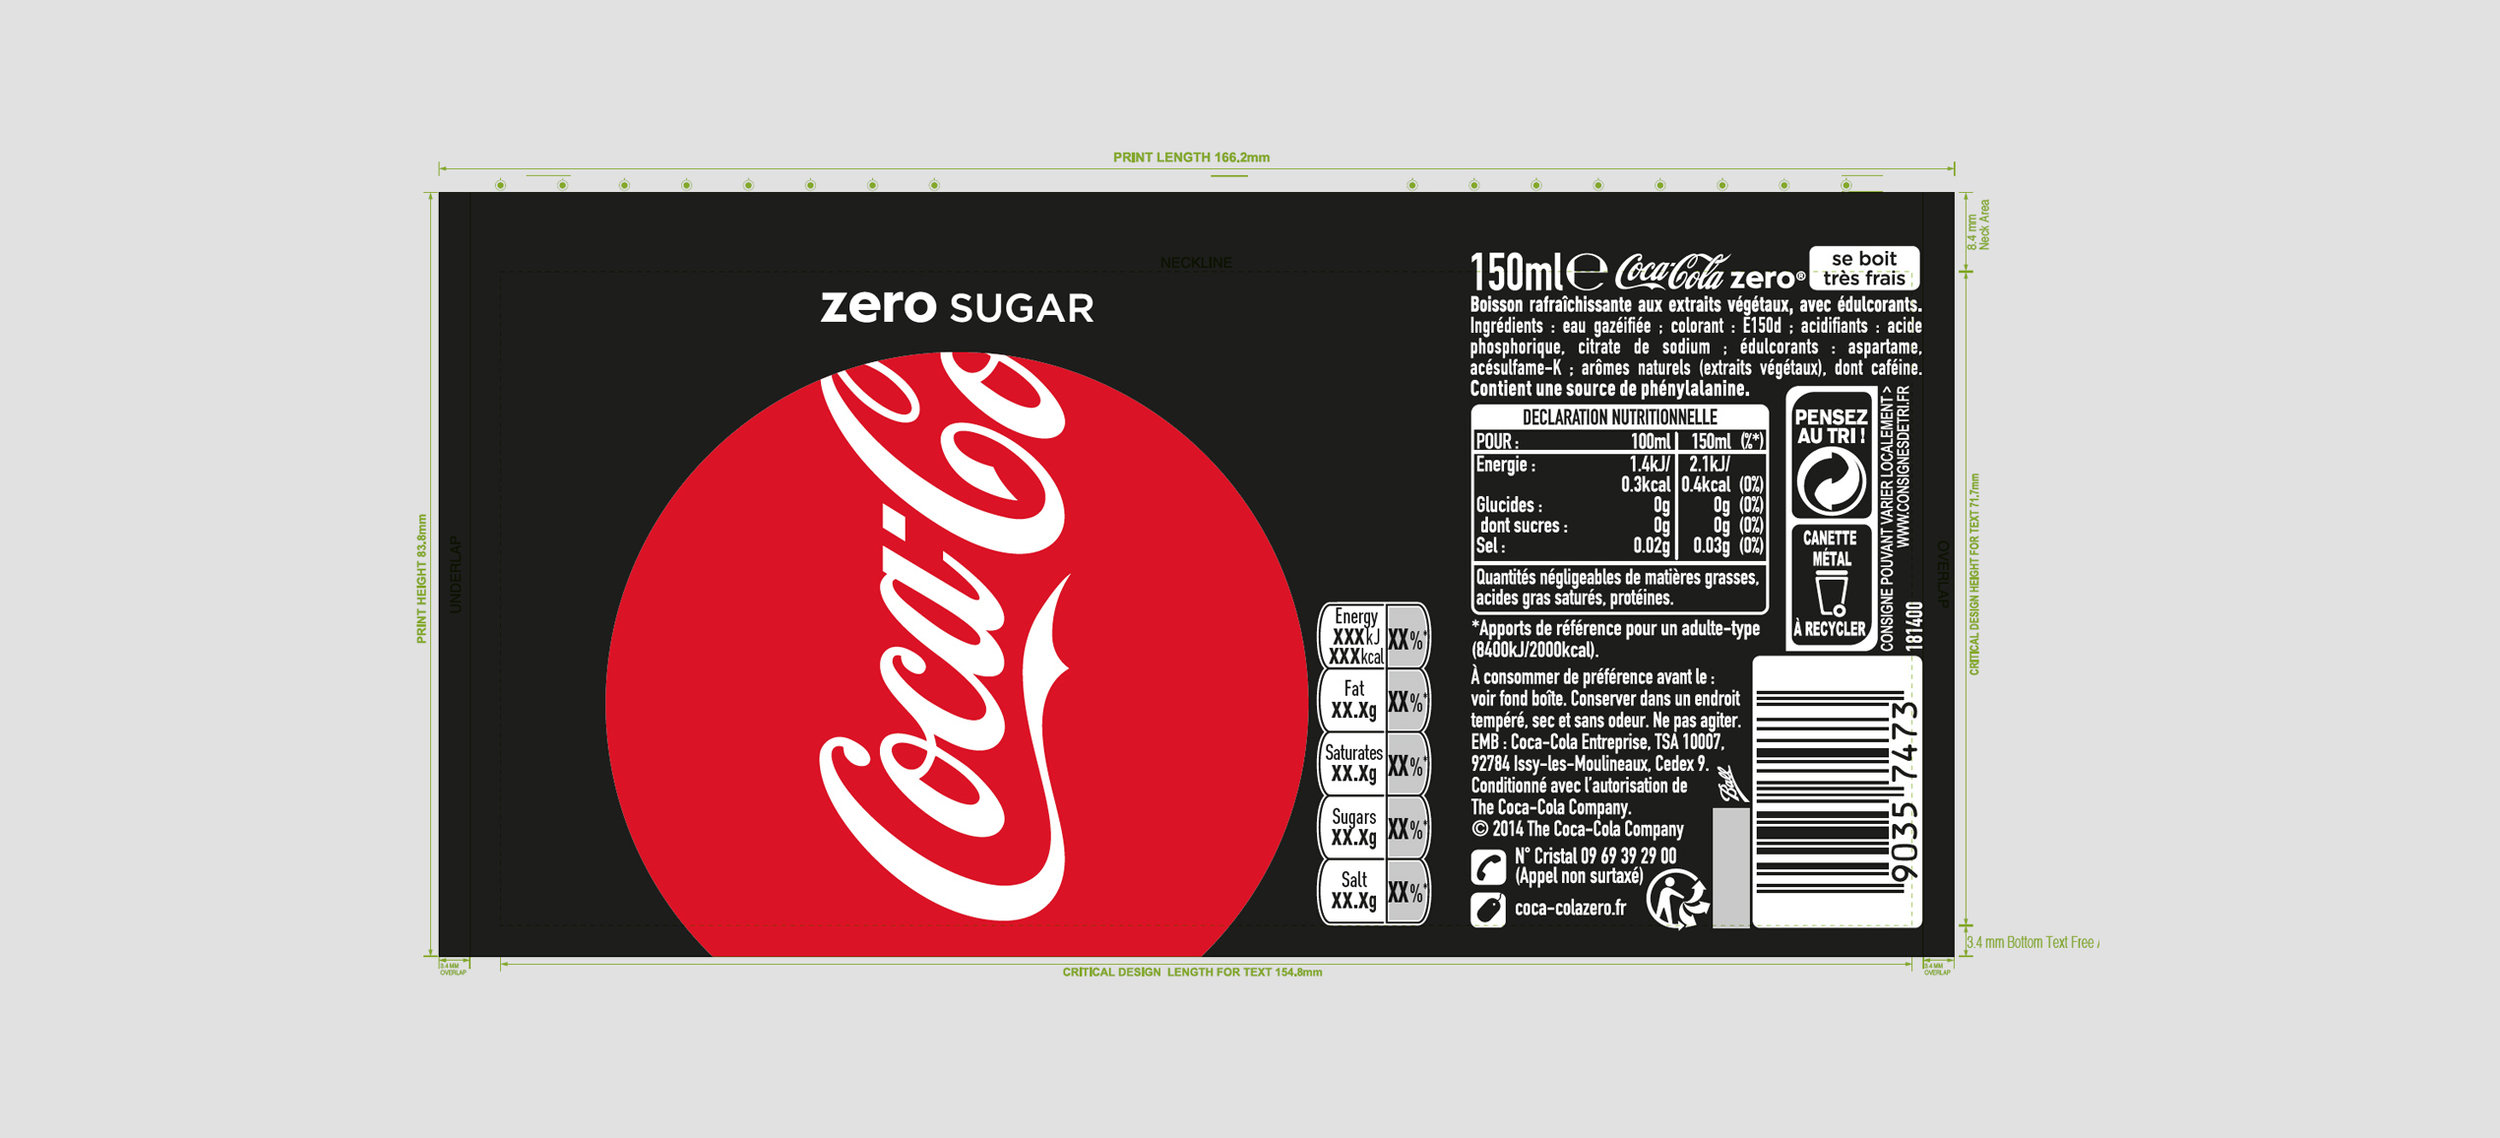 PRINT LENGTH 166.2mm
8.4 mm
Neck Area
NECKLINE
zero SUGAR
Coca-Co
PRINT HEIGHT 83.8mm
UNDERLAP
Energy
XXXkJ
XXXkcal
XX%*
Fat
XX.Xg
XX%*
Saturates
XX.Xg
XX%*
Sugars
XX.Xg
XX%*
Salt
XX.Xg
XX%*
150ml e Coca-Cola zero®
se boit
très frais
Boisson rafraîchissante aux extraits végétaux, avec édulcorants.
Ingrédients : eau gazéifiée ; colorant : E150d ; acidifiants : acide
phosphorique, citrate de sodium ; édulcorants : aspartame,
acésulfame-K ; arômes naturels (extraits végétaux), dont caféine.
Contient une source de phénylalanine.
DECLARATION NUTRITIONNELLE
POUR : 100ml 150ml (%*)
Energie : 1.4kJ/ 2.1kJ/
0.3kcal 0.4kcal (0%)
Glucides : 0g 0g (0%)
dont sucres : 0g 0g (0%)
Sel : 0.02g 0.03g (0%)
Quantités négligeables de matières grasses,
acides gras saturés, protéines.
*Apports de référence pour un adulte-type
(8400kJ/2000kcal).
À consommer de préférence avant le :
voir fond boîte. Conserver dans un endroit
tempéré, sec et sans odeur. Ne pas agiter.
EMB : Coca-Cola Entreprise, TSA 10007,
92784 Issy-les-Moulineaux, Cedex 9.
Conditionné avec l'autorisation de
The Coca-Cola Company.
© 2014 The Coca-Cola Company
N° Cristal 09 69 39 29 00
(Appel non surtaxé)
coca-colazero.fr
Ball
PENSEZ
AU TRI !
CANETTE
MÉTAL
À RECYCLER
CONSIGNE POUVANT VARIER LOCALEMENT >
WWW.CONSIGNESDETRI.FR
181400
9035 7473
OVERLAP
CRITICAL DESIGN HEIGHT FOR TEXT 71.7mm
3.4 mm Bottom Text Free
3.4 MM
OVERLAP
CRITICAL DESIGN LENGTH FOR TEXT 154.8mm
3.4 MM
OVERLAP